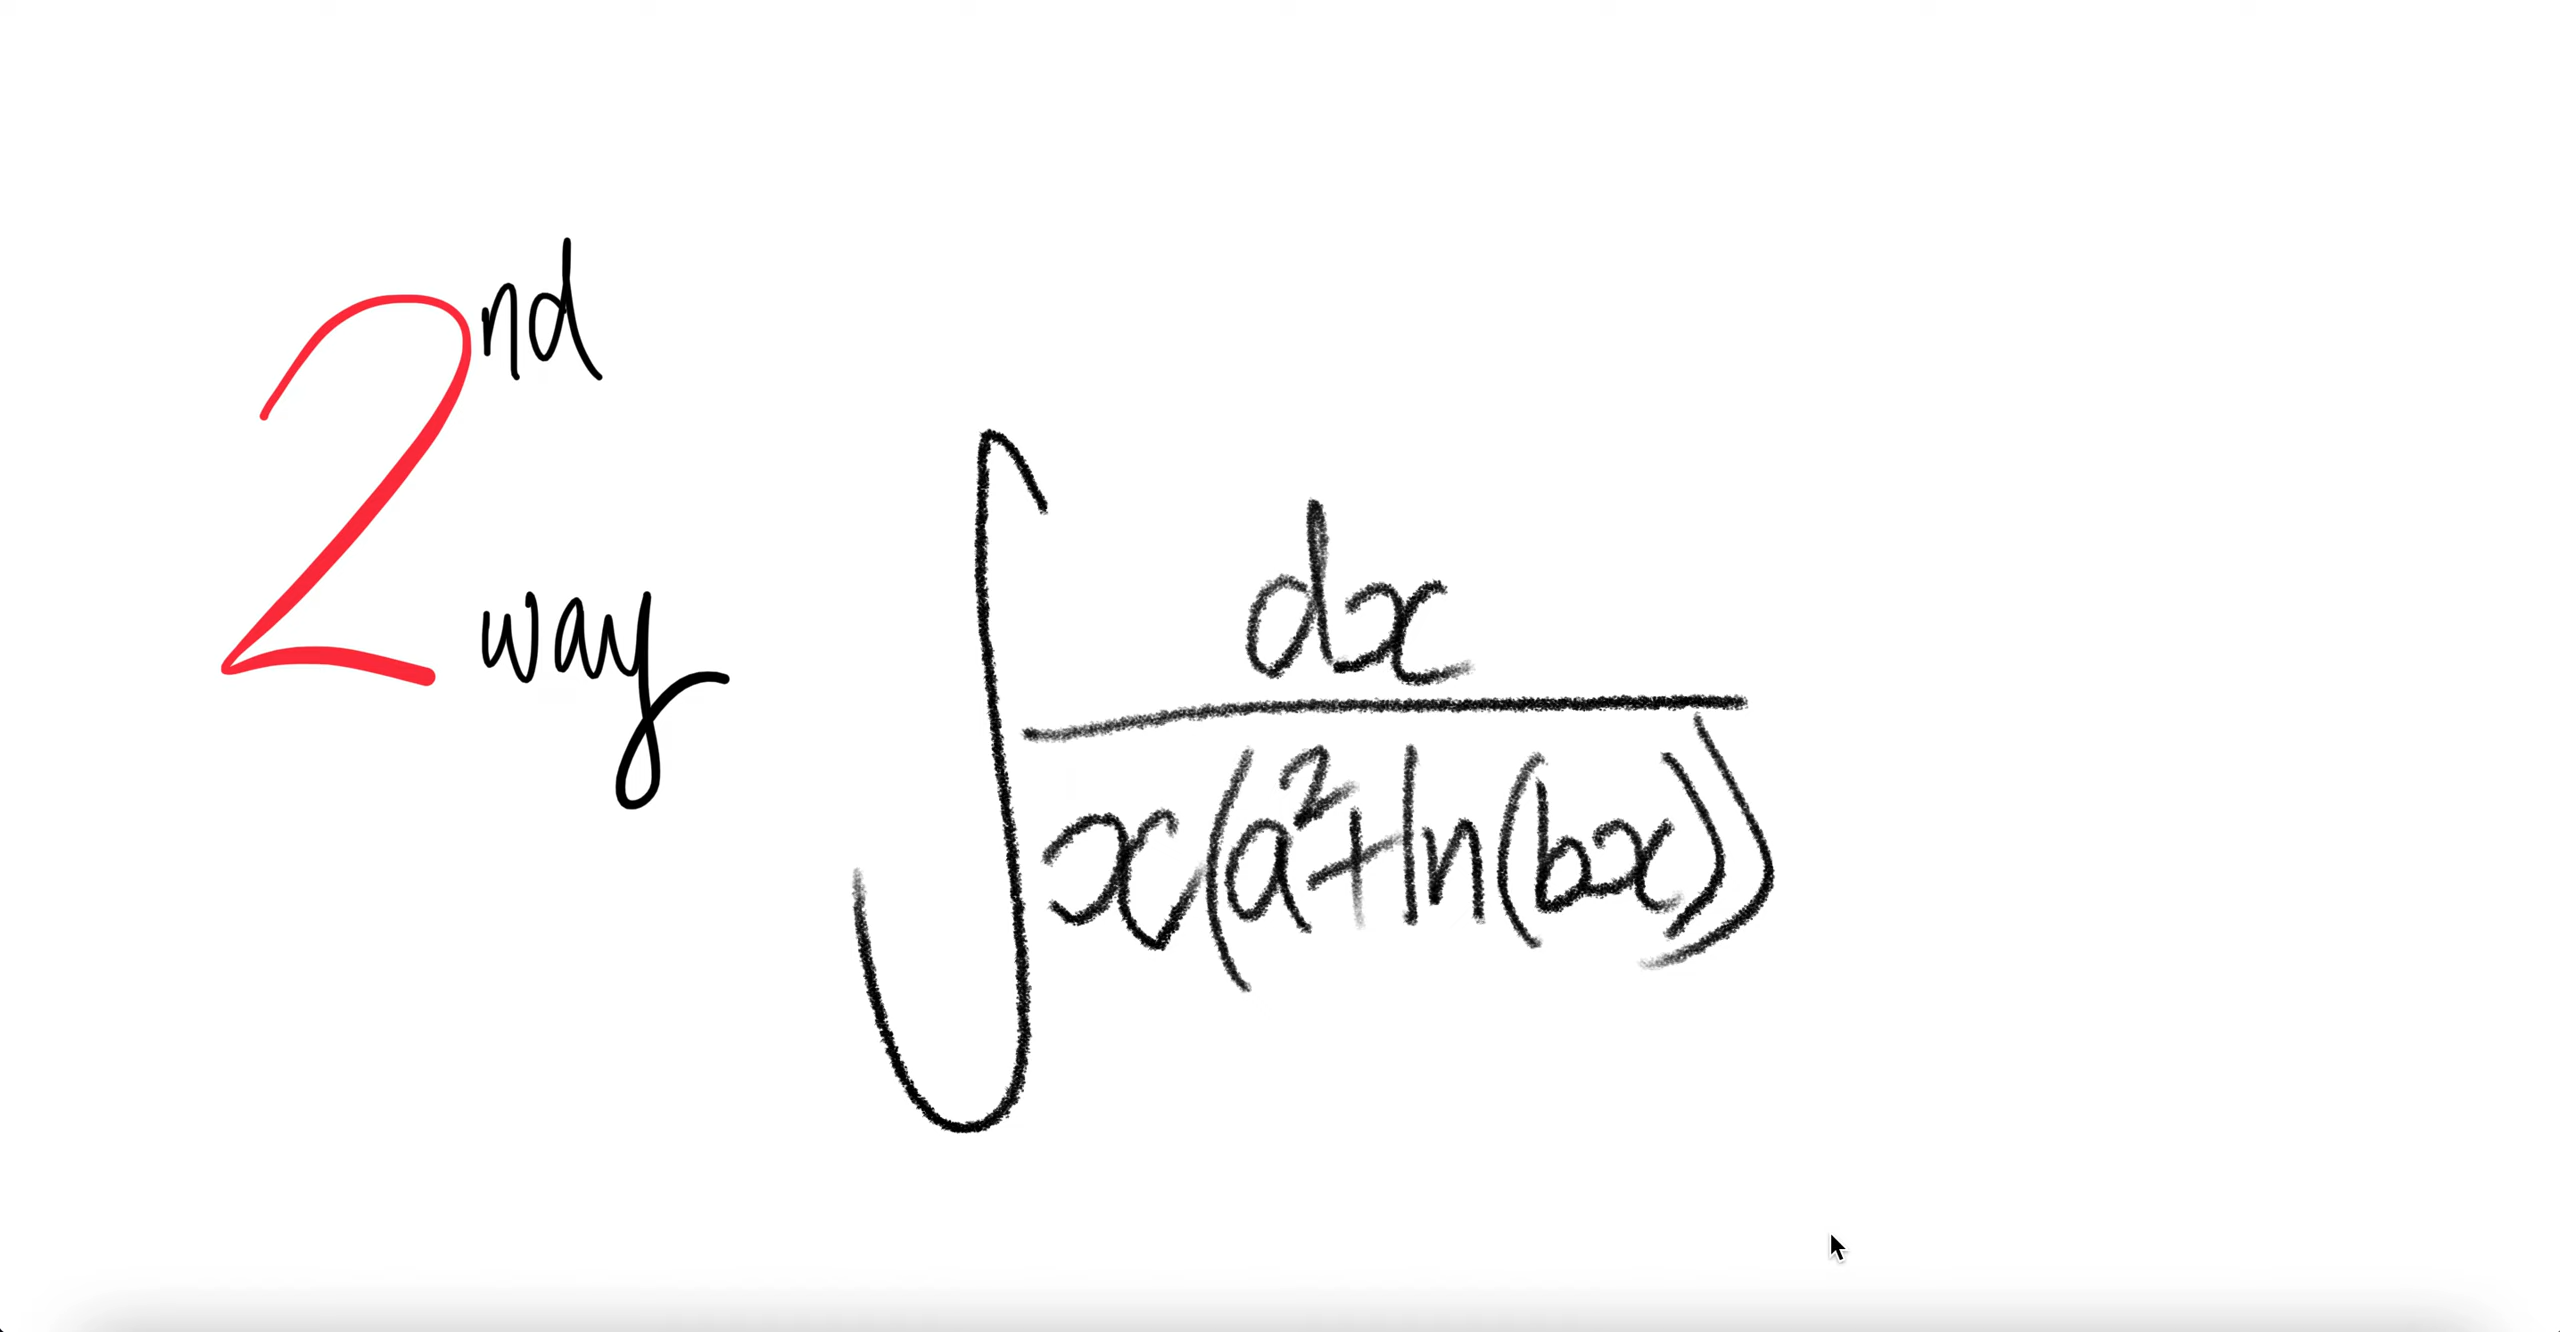 2nd
way
∫ dx
x(a²+ln(bx))